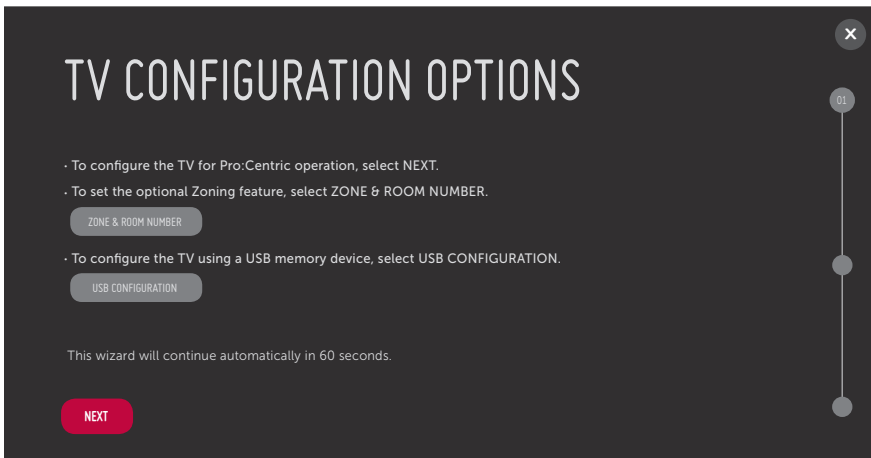 X
TV CONFIGURATION OPTIONS
01
· To configure the TV for Pro:Centric operation, select NEXT.
· To set the optional Zoning feature, select ZONE & ROOM NUMBER.
ZONE & ROOM NUMBER
· To configure the TV using a USB memory device, select USB CONFIGURATION.
USB CONFIGURATION
This wizard will continue automatically in 60 seconds.
NEXT